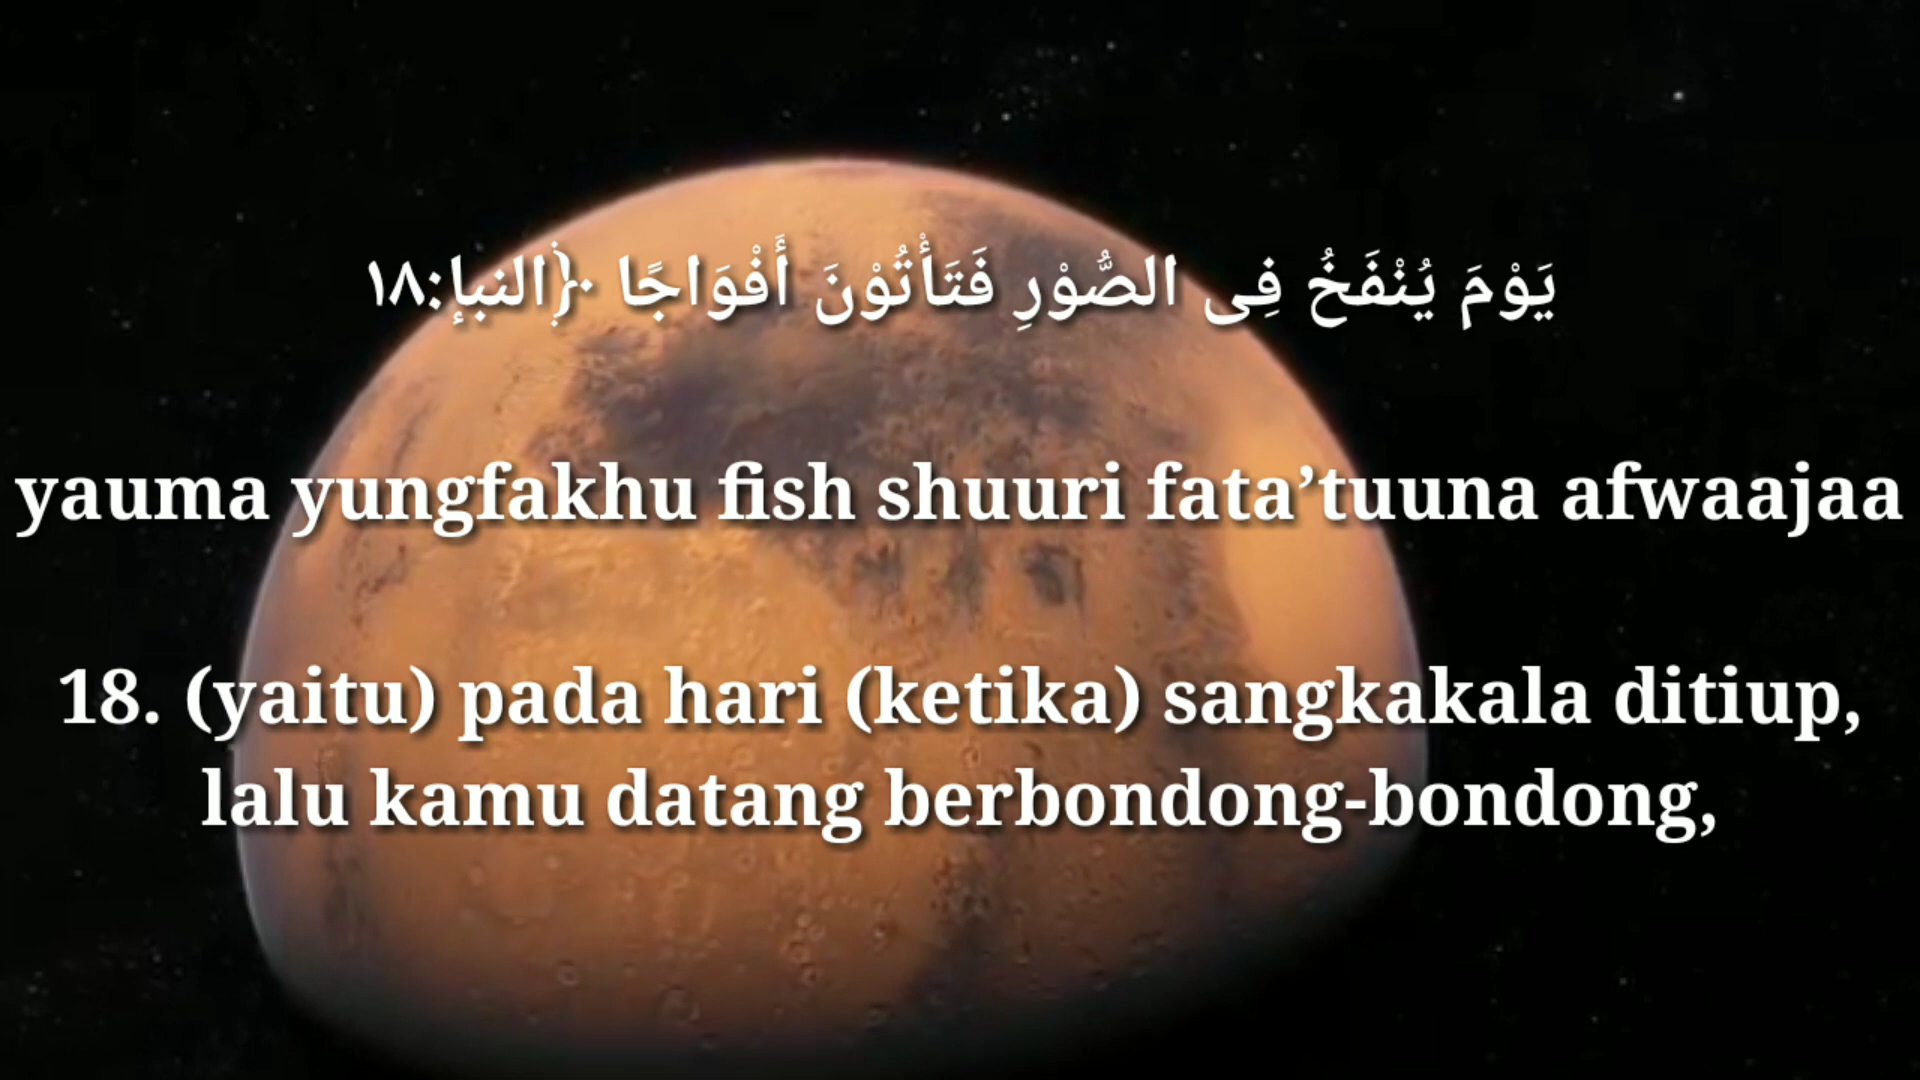 يَوْمَ يُنْفَخُ فِى الصُّوْرِ فَتَأْتُوْنَ أَفْوَاجًا ﴿النبإ:١٨
yauma yungfakhu fish shuuri fata’tuuna afwaajaa
18. (yaitu) pada hari (ketika) sangkakala ditiup,
lalu kamu datang berbondong-bondong,